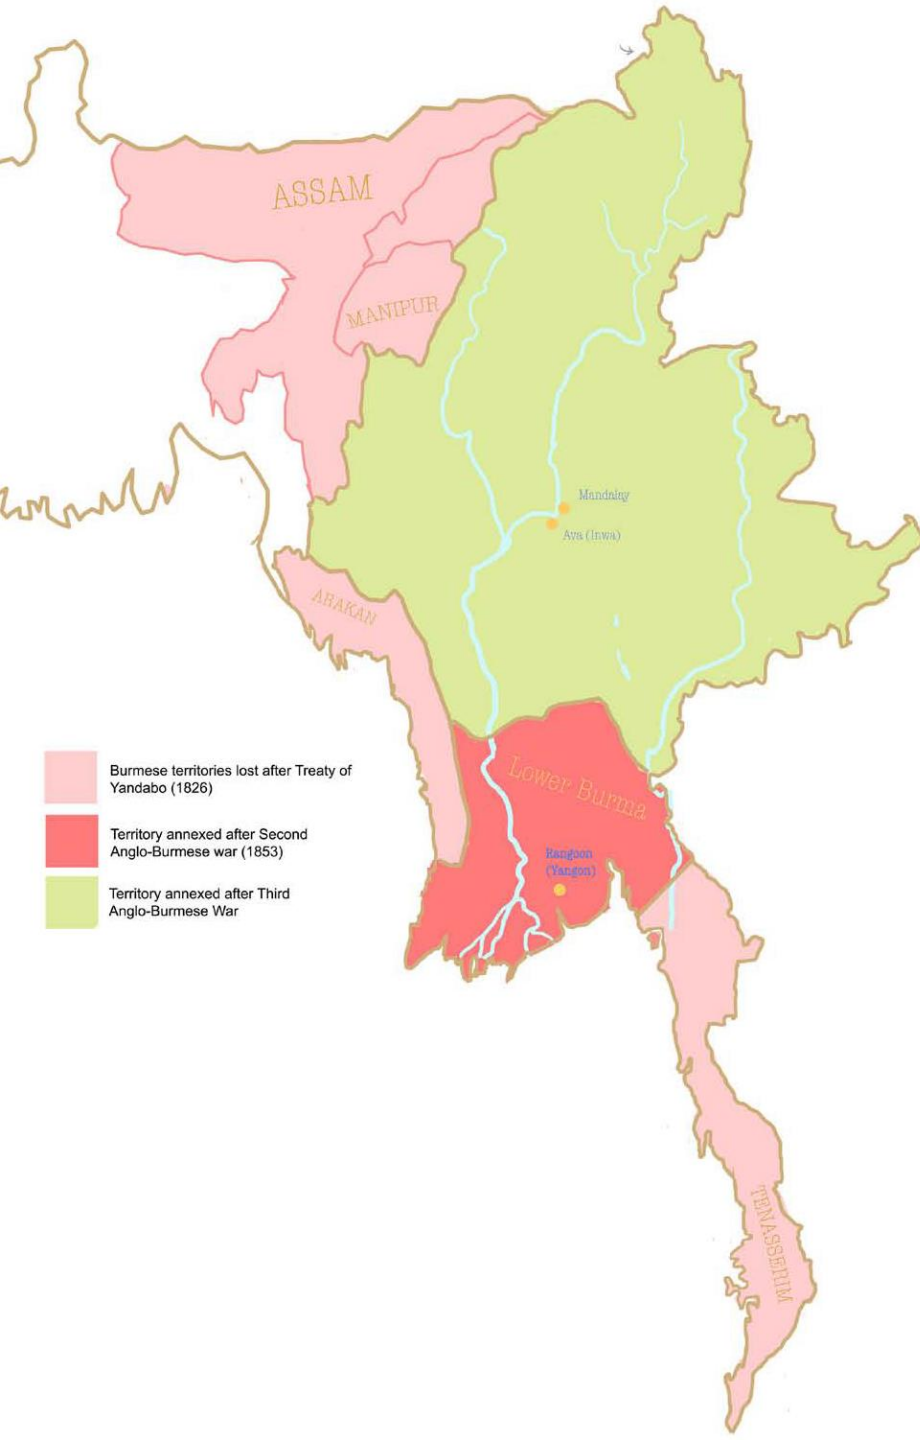 ASSAM
MANIPUR
Mandalay
Ava (Inwa)
ARAKAN
Lower Burma
Rangoon
(Yangon)
Burmese territories lost after Treaty of
Yandabo (1826)
Territory annexed after Second
Anglo-Burmese war (1853)
Territory annexed after Third
Anglo-Burmese War
TENASSERIM